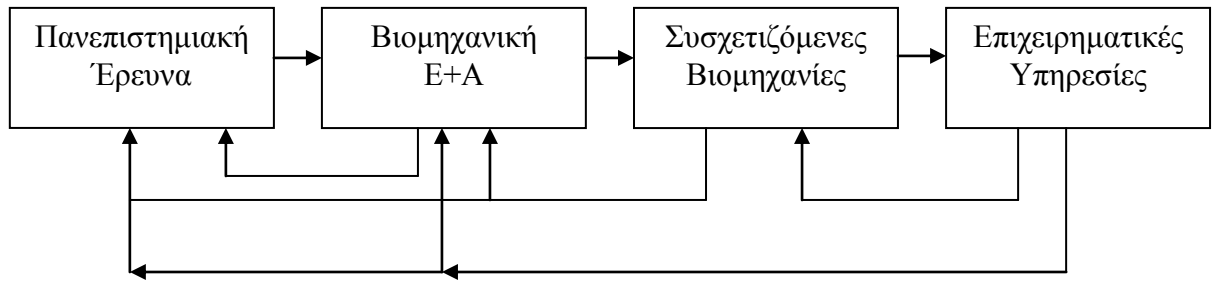 Πανεπιστημιακή
Έρευνα
Βιομηχανική
Ε+Α
Συσχετιζόμενες
Βιομηχανίες
Επιχειρηματικές
Υπηρεσίες